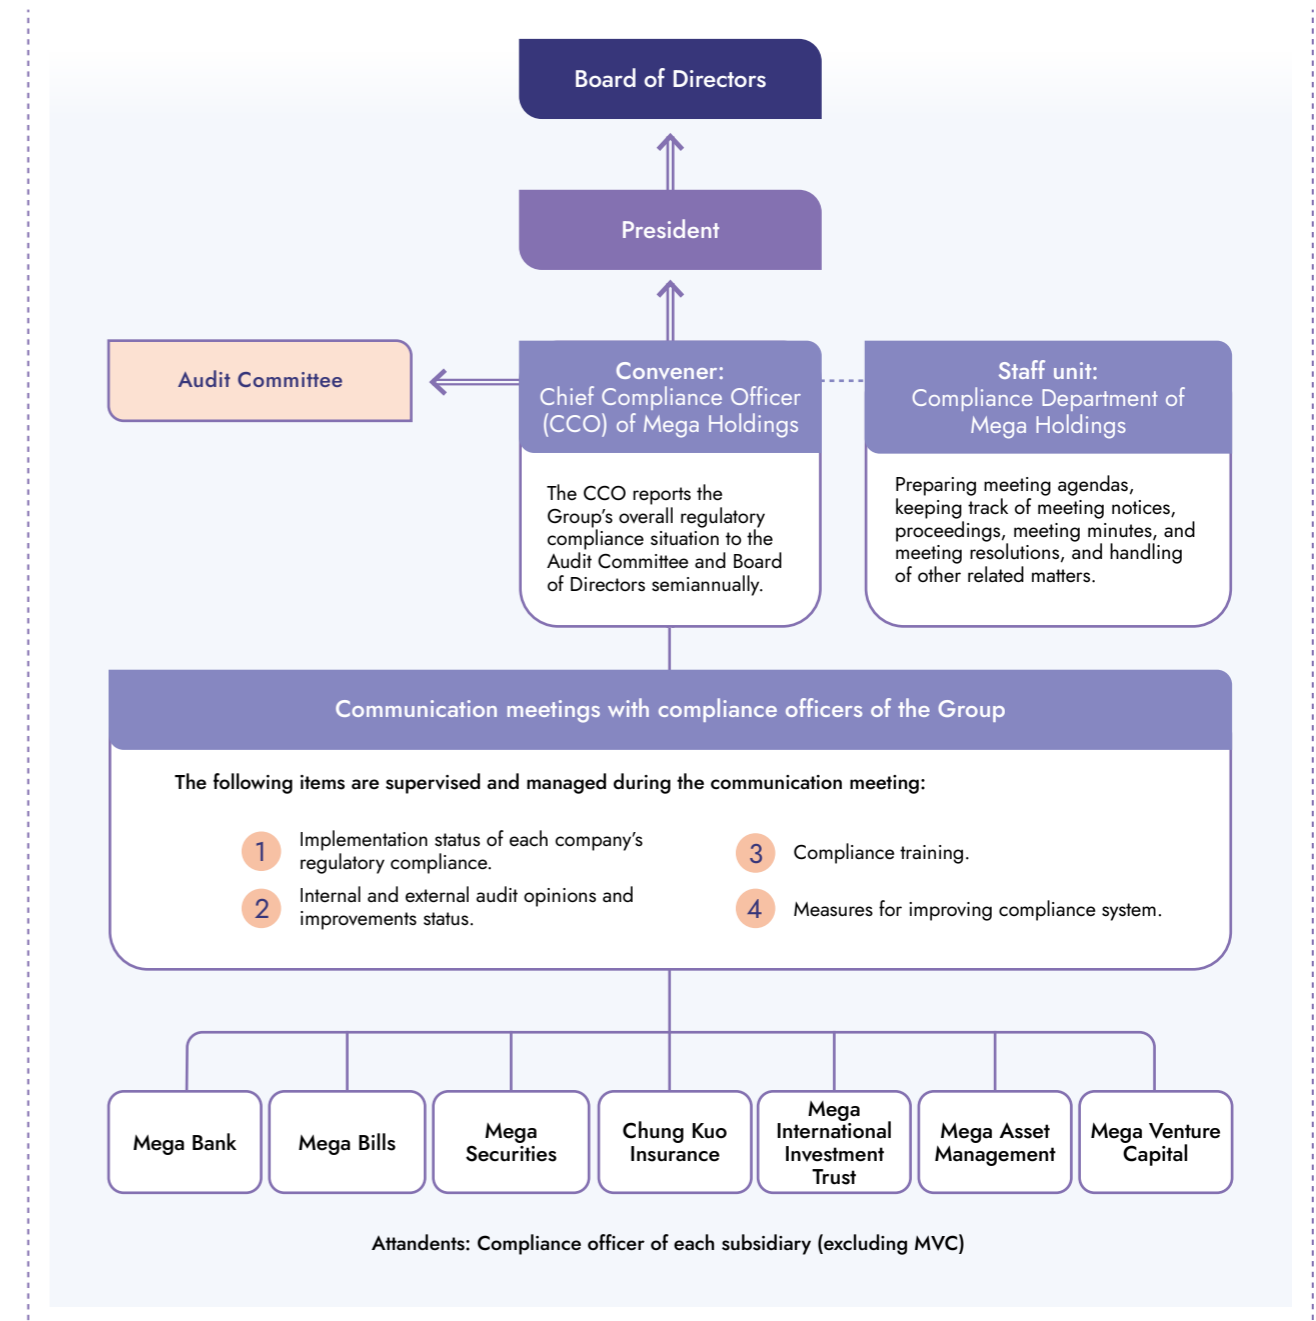 Board of Directors
President
Audit Committee
Convener:
Chief Compliance Officer
(CCO) of Mega Holdings
The CCO reports the
Group's overall regulatory
compliance situation to the
Audit Committee and Board
of Directors semiannually.
Staff unit:
Compliance Department of
Mega Holdings
Preparing meeting agendas,
keeping track of meeting notices,
proceedings, meeting minutes, and
meeting resolutions, and handling
of other related matters.
Communication meetings with compliance officers of the Group
The following items are supervised and managed during the communication meeting:
1
Implementation status of each company's
regulatory compliance.
2
Internal and external audit opinions and
improvements status.
3
Compliance training.
4
Measures for improving compliance system.
Mega Bank
Mega Bills
Mega
Securities
Chung Kuo
Insurance
Mega
International
Investment
Trust
Mega Asset
Management
Mega Venture
Capital
Attandents: Compliance officer of each subsidiary (excluding MVC)